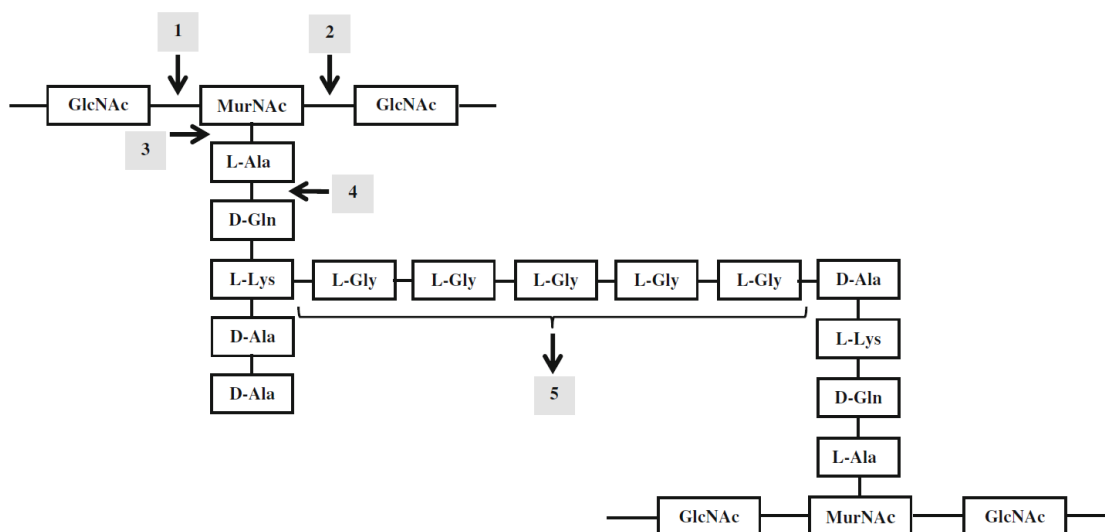 1 2
GlcNAc MurNAc GlcNAc
3
L-Ala
4
D-Gln
L-Lys L-Gly L-Gly L-Gly L-Gly L-Gly D-Ala
D-Ala L-Lys
D-Ala 5 D-Gln
L-Ala
GlcNAc MurNAc GlcNAc